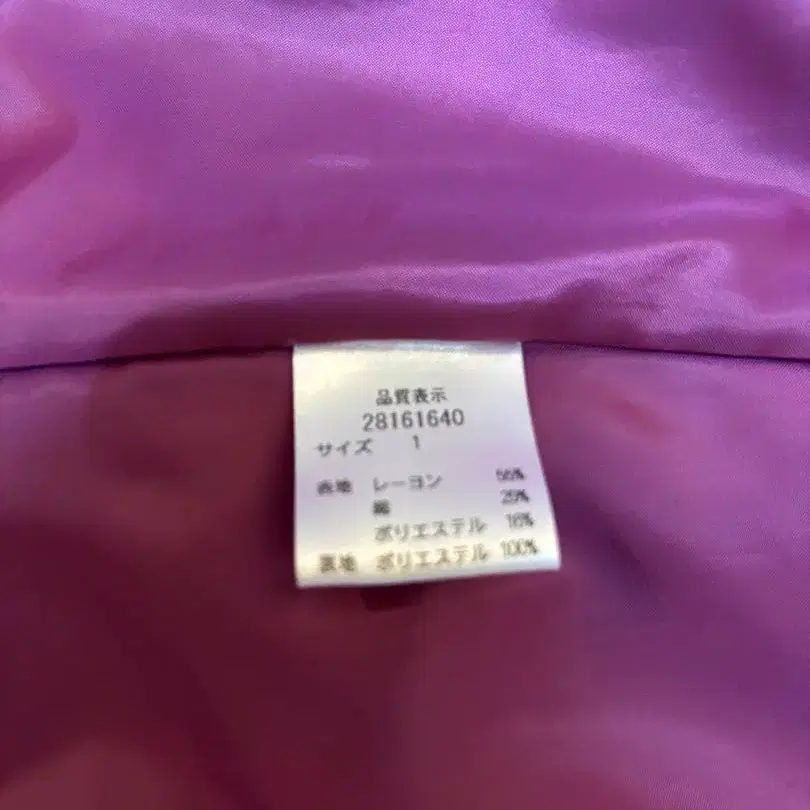 品質表示
28161640
サイズ 1
表地 レーヨン 56%
綿
ポリエステル 16%
裏地 ポリエステル 100%